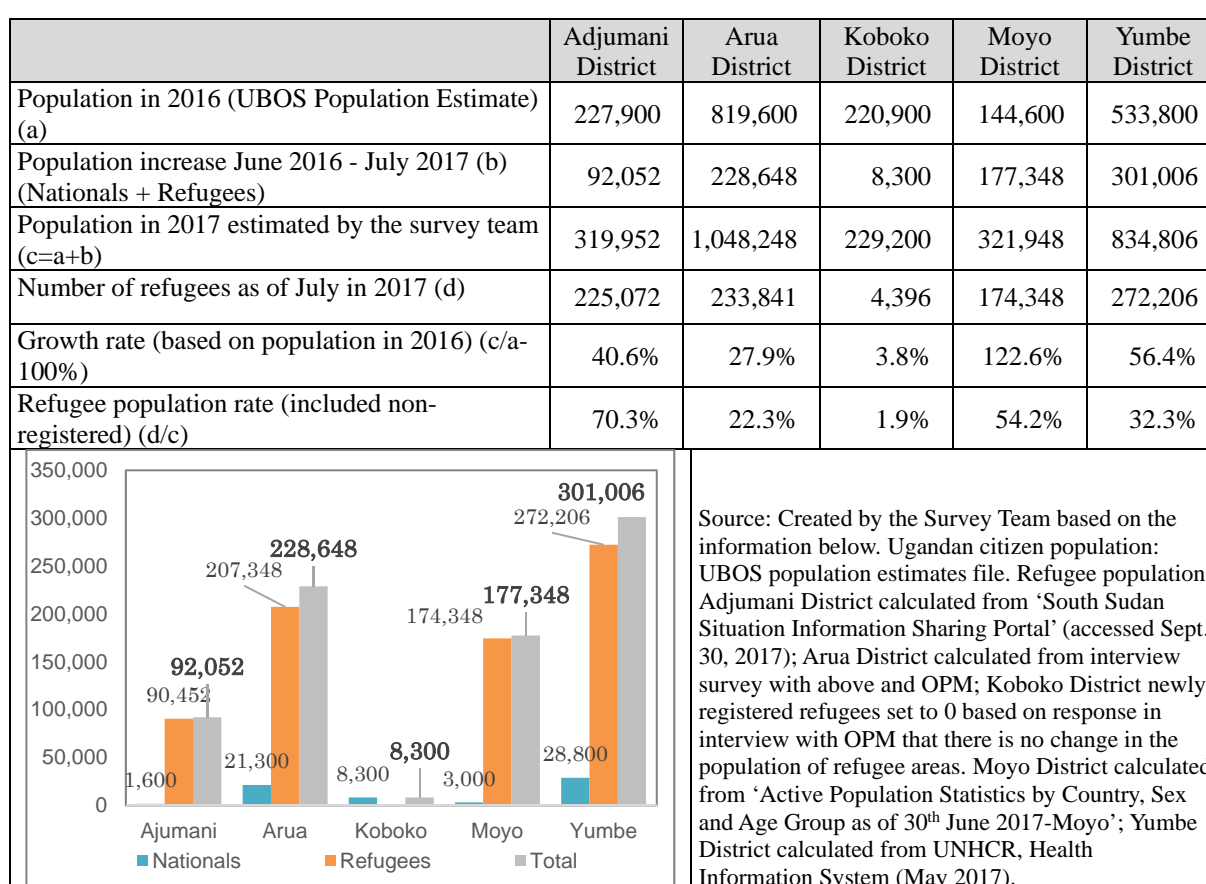 Adjumani District Arua District Koboko District Moyo District Yumbe District
Population in 2016 (UBOS Population Estimate)
(a) 227,900 819,600 220,900 144,600 533,800
Population increase June 2016 - July 2017 (b)
(Nationals + Refugees) 92,052 228,648 8,300 177,348 301,006
Population in 2017 estimated by the survey team
(c=a+b) 319,952 1,048,248 229,200 321,948 834,806
Number of refugees as of July in 2017 (d) 225,072 233,841 4,396 174,348 272,206
Growth rate (based on population in 2016) (c/a-
100%) 40.6% 27.9% 3.8% 122.6% 56.4%
Refugee population rate (included non-
registered) (d/c) 70.3% 22.3% 1.9% 54.2% 32.3%
350,000
300,000
250,000
200,000
150,000
100,000
50,000
0
1,600 90,452 92,052
21,300 207,348 228,648
8,300 8,300
3,000 174,348 177,348
28,800 272,206 301,006
Ajumani Arua Koboko Moyo Yumbe
Nationals Refugees Total
Source: Created by the Survey Team based on the
information below. Ugandan citizen population:
UBOS population estimates file. Refugee population
Adjumani District calculated from ‘South Sudan
Situation Information Sharing Portal’ (accessed Sept.
30, 2017); Arua District calculated from interview
survey with above and OPM; Koboko District newly
registered refugees set to 0 based on response in
interview with OPM that there is no change in the
population of refugee areas. Moyo District calculated
from ‘Active Population Statistics by Country, Sex
and Age Group as of 30th June 2017-Moyo’; Yumbe
District calculated from UNHCR, Health
Information System (May 2017).